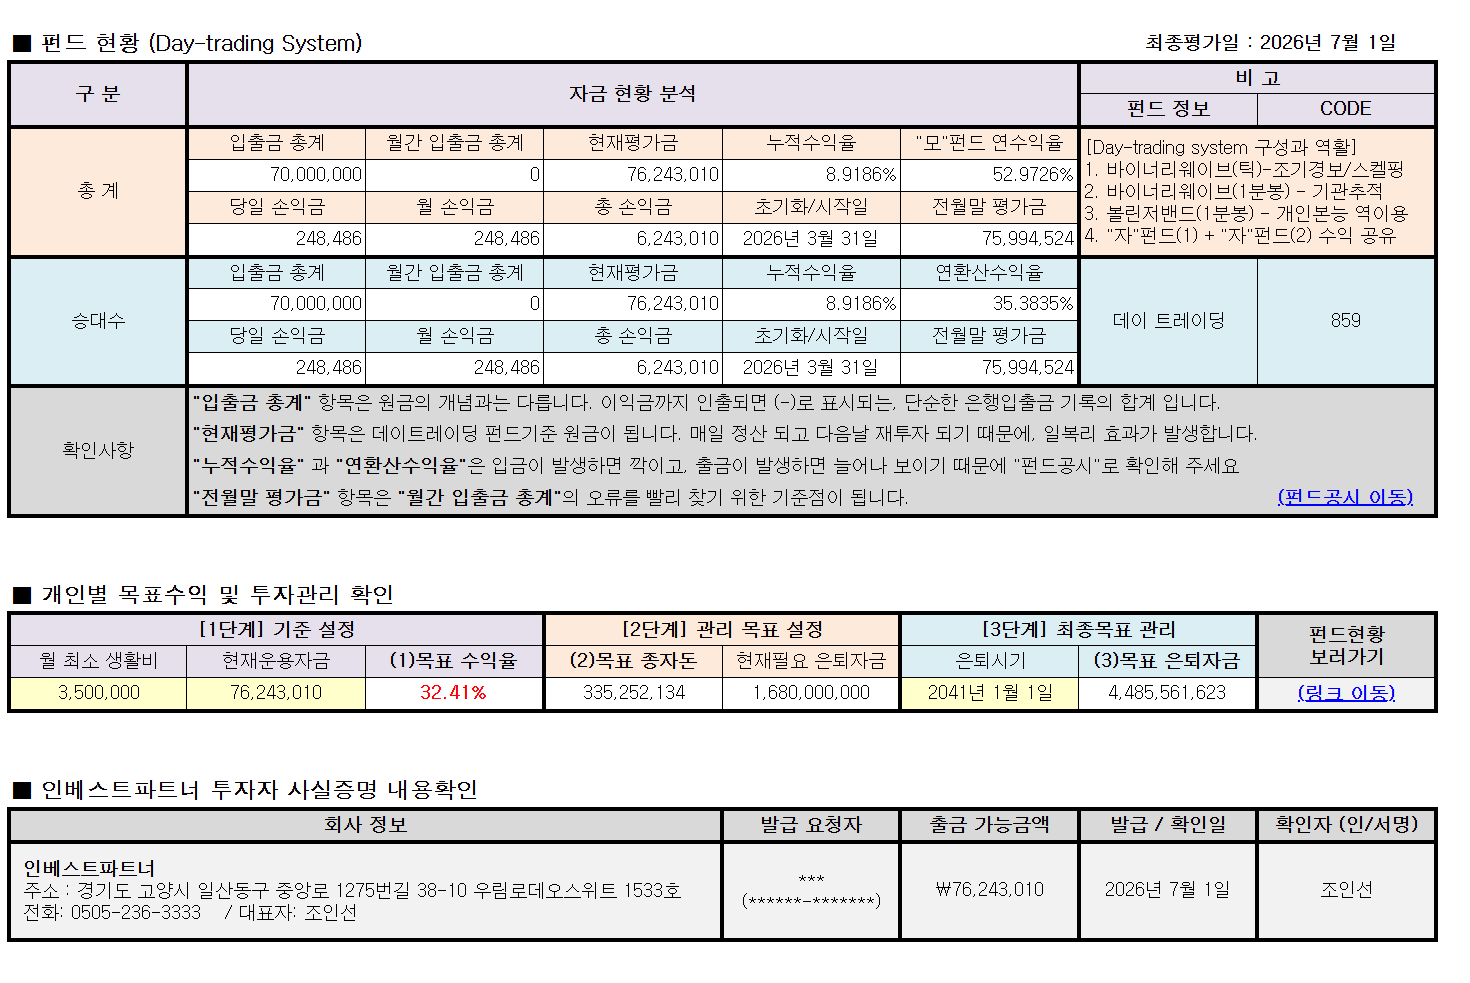 ■ 펀드 현황 (Day-trading System)
최종평가일 : 2026년 7월 1일
구 분
자금 현황 분석
비 고
펀드 정보
CODE
총 계
입출금 총계 월간 입출금 총계 현재평가금 누적수익율 "모"펀드 연수익율
70,000,000 0 76,243,010 8.9186% 52.9726%
당일 손익금 월 손익금 총 손익금 초기화/시작일 전월말 평가금
248,486 248,486 6,243,010 2026년 3월 31일 75,994,524
[Day-trading system 구성과 역활]
1. 바이너리웨이브(틱)-조기경보/스켈핑
2. 바이너리웨이브(1분봉) - 기관추적
3. 볼린저밴드(1분봉) - 개인본능 역이용
4. "자"펀드(1) + "자"펀드(2) 수익 공유
승대수
입출금 총계 월간 입출금 총계 현재평가금 누적수익율 연환산수익율
70,000,000 0 76,243,010 8.9186% 35.3835%
당일 손익금 월 손익금 총 손익금 초기화/시작일 전월말 평가금
248,486 248,486 6,243,010 2026년 3월 31일 75,994,524
데이 트레이딩
859
확인사항
"입출금 총계" 항목은 원금의 개념과는 다릅니다. 이익금까지 인출되면 (-)로 표시되는, 단순한 은행입출금 기록의 합계 입니다.
"현재평가금" 항목은 데이트레이딩 펀드기준 원금이 됩니다. 매일 정산 되고 다음날 재투자 되기 때문에, 일복리 효과가 발생합니다.
"누적수익율" 과 "연환산수익율"은 입금이 발생하면 깍이고, 출금이 발생하면 늘어나 보이기 때문에 "펀드공시"로 확인해 주세요
"전월말 평가금" 항목은 "월간 입출금 총계"의 오류를 빨리 찾기 위한 기준점이 됩니다.
(펀드공시 이동)
■ 개인별 목표수익 및 투자관리 확인
[1단계] 기준 설정 [2단계] 관리 목표 설정 [3단계] 최종목표 관리
펀드현황
보러가기
월 최소 생활비 현재운용자금 (1)목표 수익율 (2)목표 종자돈 현재필요 은퇴자금 은퇴시기 (3)목표 은퇴자금
3,500,000 76,243,010 32.41% 335,252,134 1,680,000,000 2041년 1월 1일 4,485,561,623 (링크 이동)
■ 인베스트파트너 투자자 사실증명 내용확인
회사 정보 발급 요청자 출금 가능금액 발급 / 확인일 확인자 (인/서명)
인베스트파트너
주소 : 경기도 고양시 일산동구 중앙로 1275번길 38-10 우림로데오스위트 1533호
전화: 0505-236-3333 / 대표자: 조인선
***
(******-*******)
₩76,243,010
2026년 7월 1일
조인선